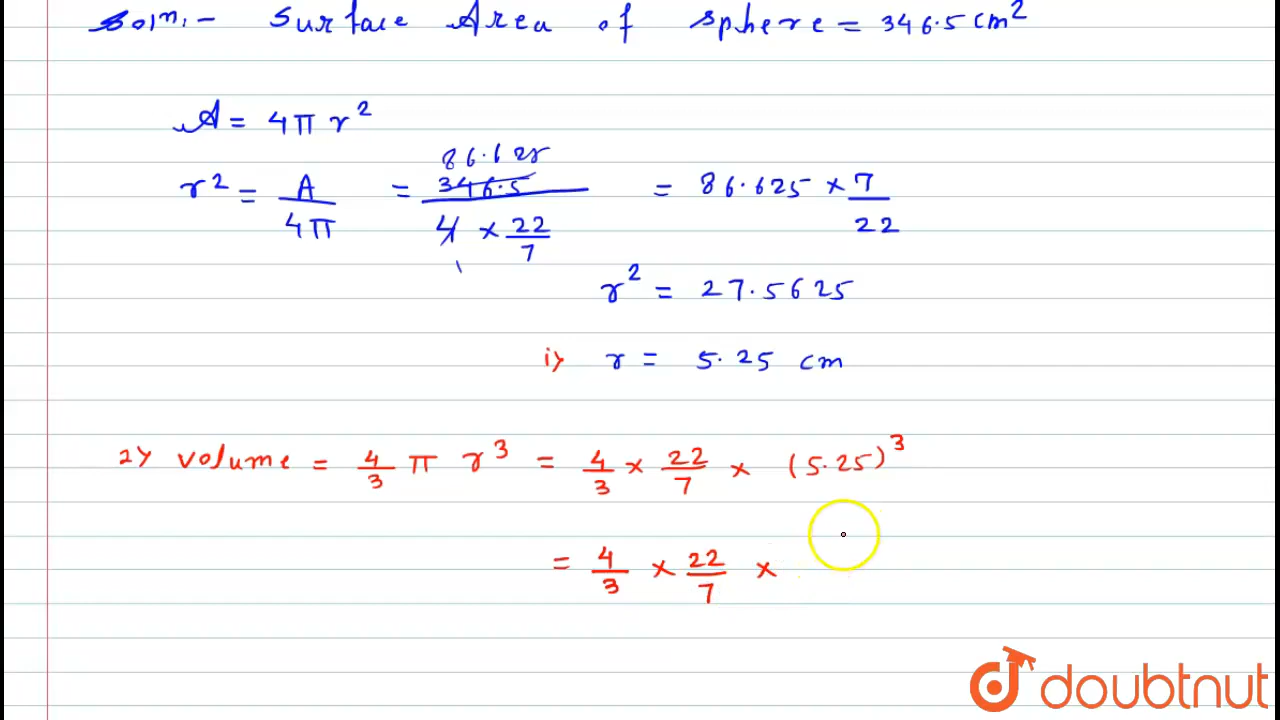 Soln:- Surface Area of sphere = 346.5 cm²
A = 4π r²
r² = A/4π = 86.625 346.5/4 × 22/7 = 86.625 × 7/22
r² = 27.5625
i) r = 5.25 cm
2) volume = 4/3 π r³ = 4/3 × 22/7 × (5.25)³
= 4/3 × 22/7 ×
doubtnut